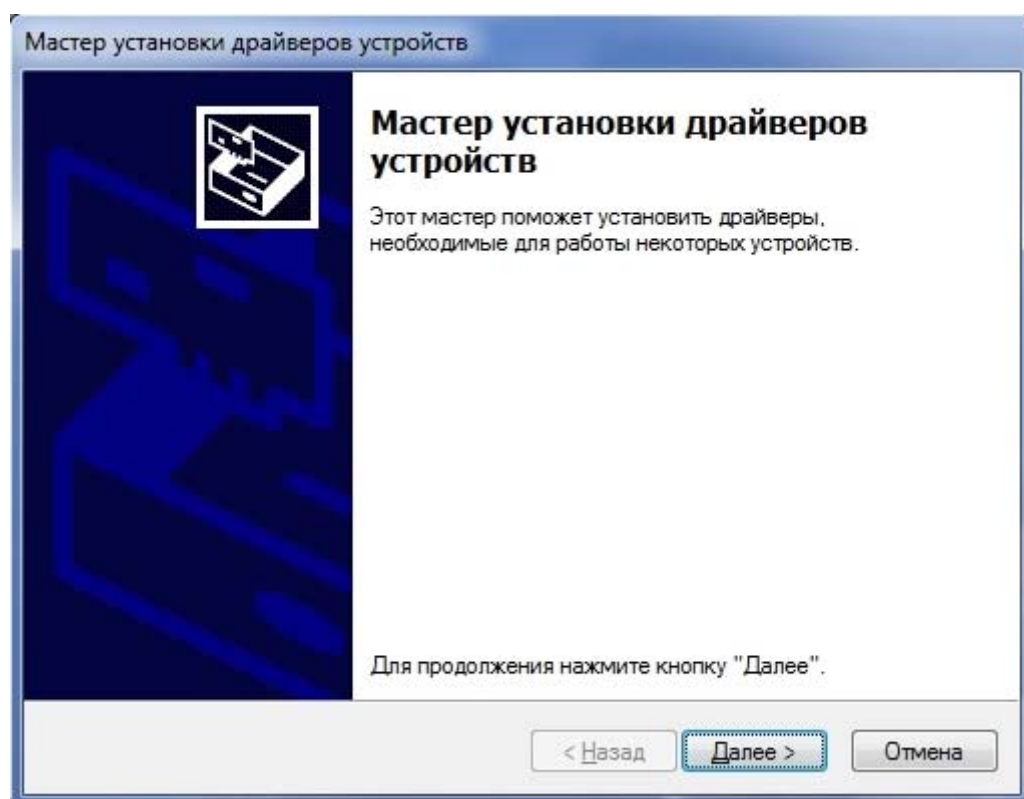 Мастер установки драйверов устройств
Мастер установки драйверов
устройств
Этот мастер поможет установить драйверы,
необходимые для работы некоторых устройств.
Для продолжения нажмите кнопку "Далее".
< Назад
Далее >
Отмена